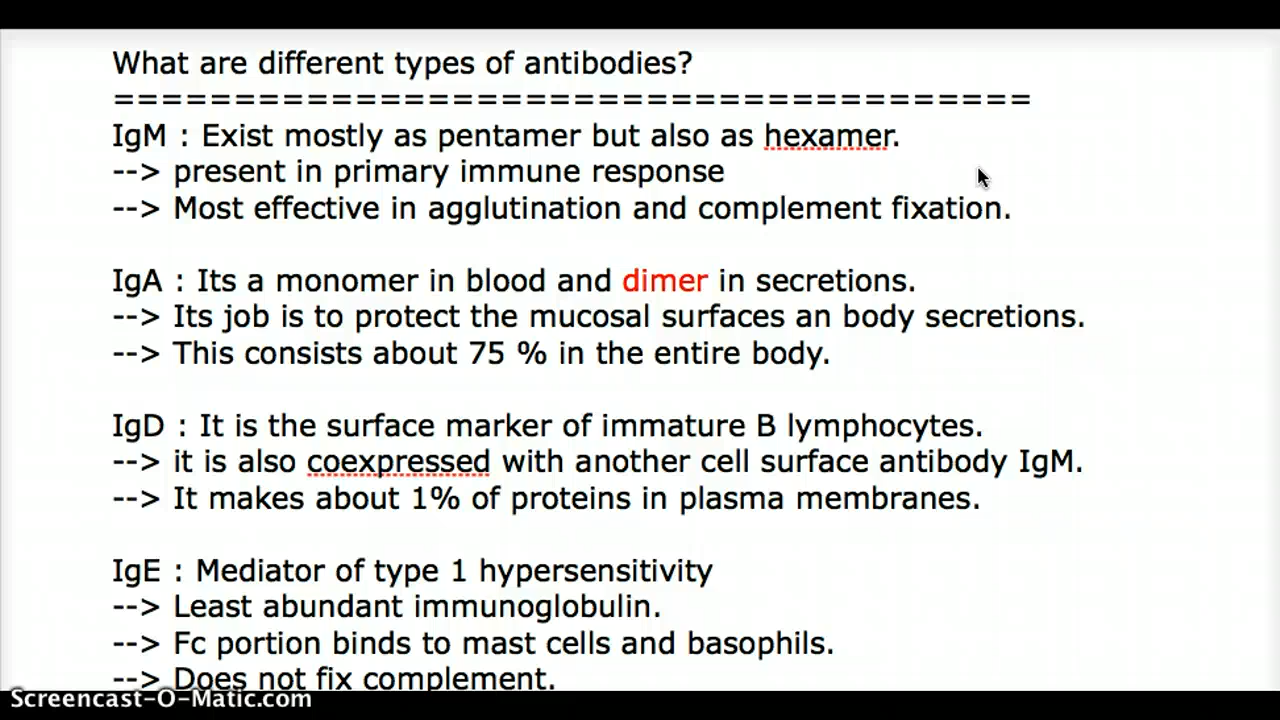 What are different types of antibodies?
======================================
IgM : Exist mostly as pentamer but also as hexamer.
--> present in primary immune response
--> Most effective in agglutination and complement fixation.
IgA : Its a monomer in blood and dimer in secretions.
--> Its job is to protect the mucosal surfaces an body secretions.
--> This consists about 75 % in the entire body.
IgD : It is the surface marker of immature B lymphocytes.
--> it is also coexpressed with another cell surface antibody IgM.
--> It makes about 1% of proteins in plasma membranes.
IgE : Mediator of type 1 hypersensitivity
--> Least abundant immunoglobulin.
--> Fc portion binds to mast cells and basophils.
--> Does not fix complement.
Screencast-O-Matic.com